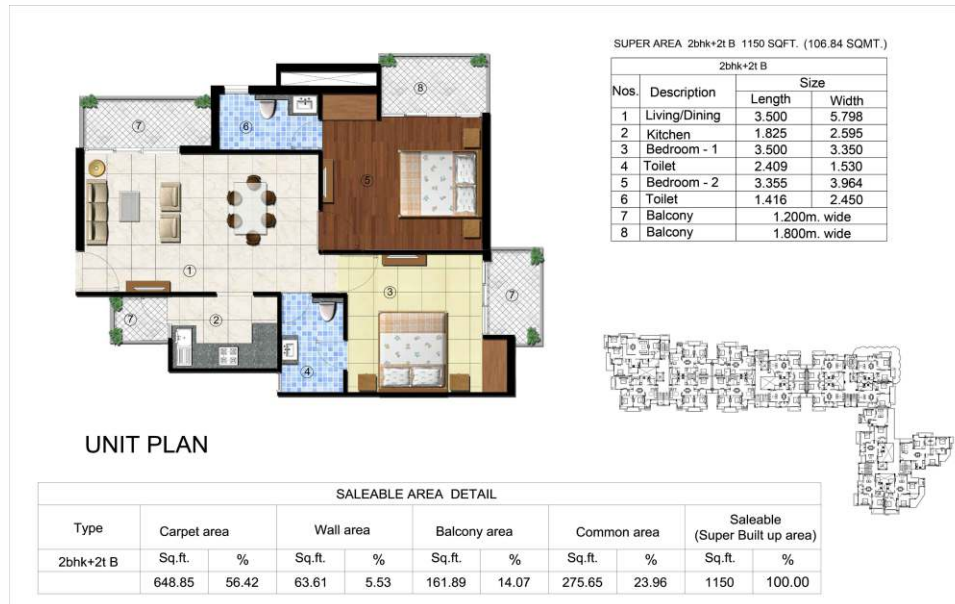 SUPER AREA 2bhk+2t B 1150 SQFT. (106.84 SQMT.)
2bhk+2t B
Nos. Description Size
Length Width
1 Living/Dining 3.500 5.798
2 Kitchen 1.825 2.595
3 Bedroom - 1 3.500 3.350
4 Toilet 2.409 1.530
5 Bedroom - 2 3.355 3.964
6 Toilet 1.416 2.450
7 Balcony 1.200m. wide
8 Balcony 1.800m. wide
8
7
6
5
1
3
7
7
2
4
UNIT PLAN
SALEABLE AREA DETAIL
Type Carpet area Wall area Balcony area Common area Saleable
(Super Built up area)
2bhk+2t B Sq.ft. % Sq.ft. % Sq.ft. % Sq.ft. % Sq.ft. %
648.85 56.42 63.61 5.53 161.89 14.07 275.65 23.96 1150 100.00